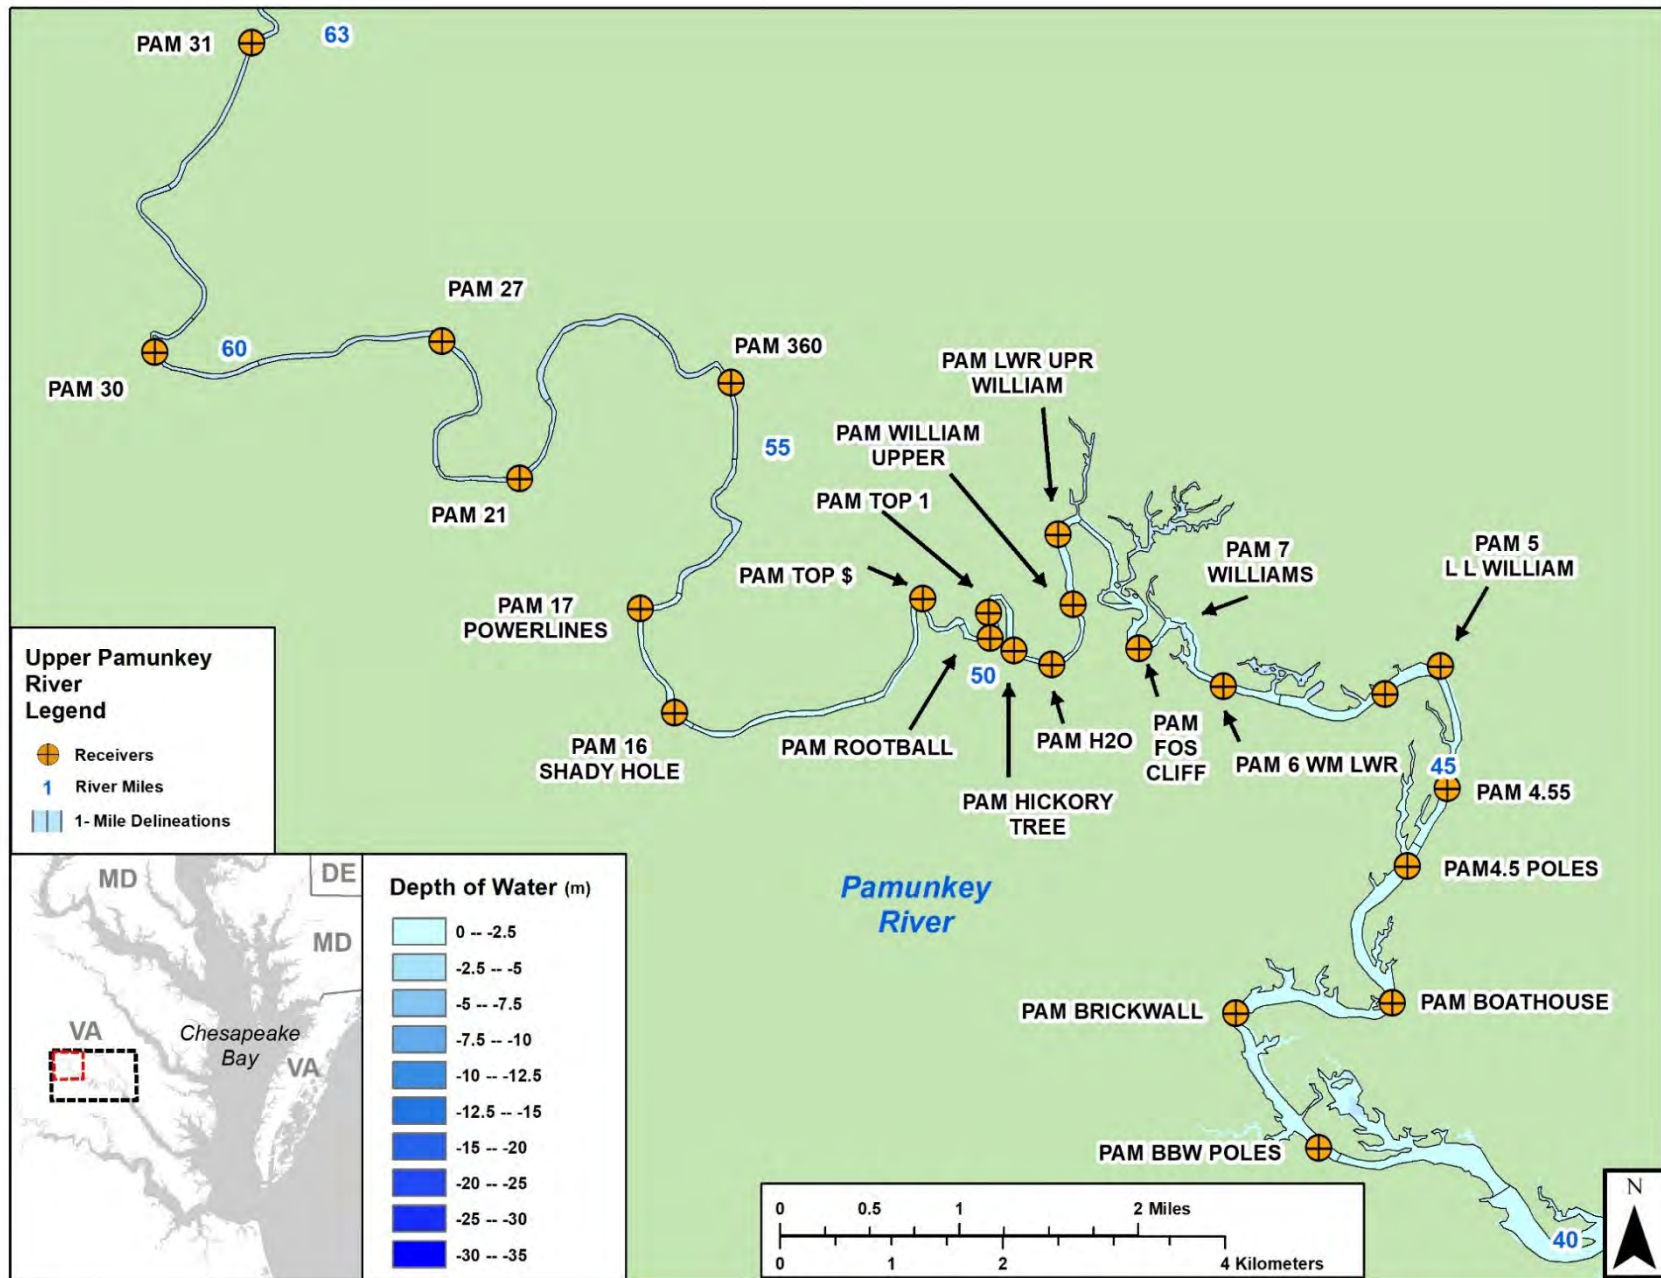 PAM 31
63
PAM 27
PAM 360
60
PAM 30
PAM LWR UPR
WILLIAM
55
PAM WILLIAM
UPPER
PAM 21
PAM TOP 1
PAM 7
WILLIAMS
PAM 5
L L WILLIAM
PAM TOP $
PAM 17
POWERLINES
50
PAM 16
SHADY HOLE
PAM ROOTBALL
PAM H2O
PAM
FOS
CLIFF
PAM 6 WM LWR
45
PAM 4.55
PAM HICKORY
TREE
PAM4.5 POLES
Pamunkey
River
PAM BRICKWALL
PAM BOATHOUSE
PAM BBW POLES
40
Upper Pamunkey
River
Legend
Receivers
1 River Miles
1- Mile Delineations
MD
DE
MD
VA
Chesapeake
Bay
VA
Depth of Water (m)
0 -- -2.5
-2.5 -- -5
-5 -- -7.5
-7.5 -- -10
-10 -- -12.5
-12.5 -- -15
-15 -- -20
-20 -- -25
-25 -- -30
-30 -- -35
0 0.5 1 2 Miles
0 1 2 4 Kilometers
N